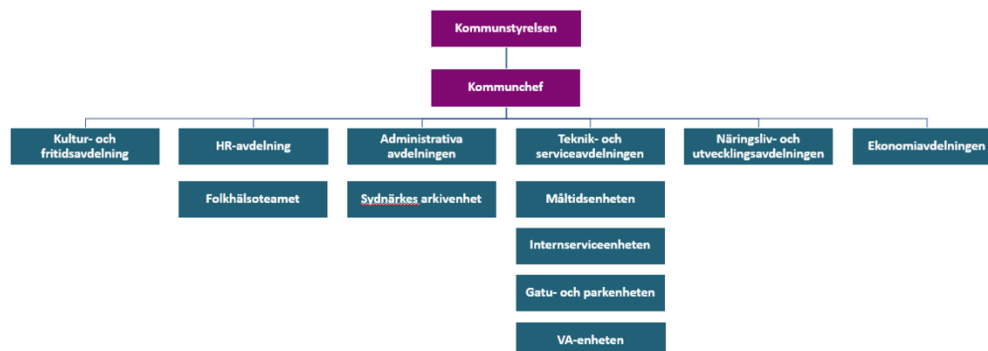 Kommunstyrelsen
Kommunchef
Kultur- och
fritidsavdelning
HR-avdelning
Administrativa
avdelningen
Teknik- och
serviceavdelningen
Näringsliv- och
utvecklingsavdelningen
Ekonomiavdelningen
Folkhälsoteamet
Sydnärkes arkivenhet
Måltidsenheten
Internserviceenheten
Gatu- och parkenheten
VA-enheten